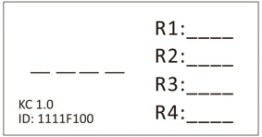 R1:____
R2:____
_ _ _ _
R3:____
KC 1.0
ID: 1111F100
R4:____